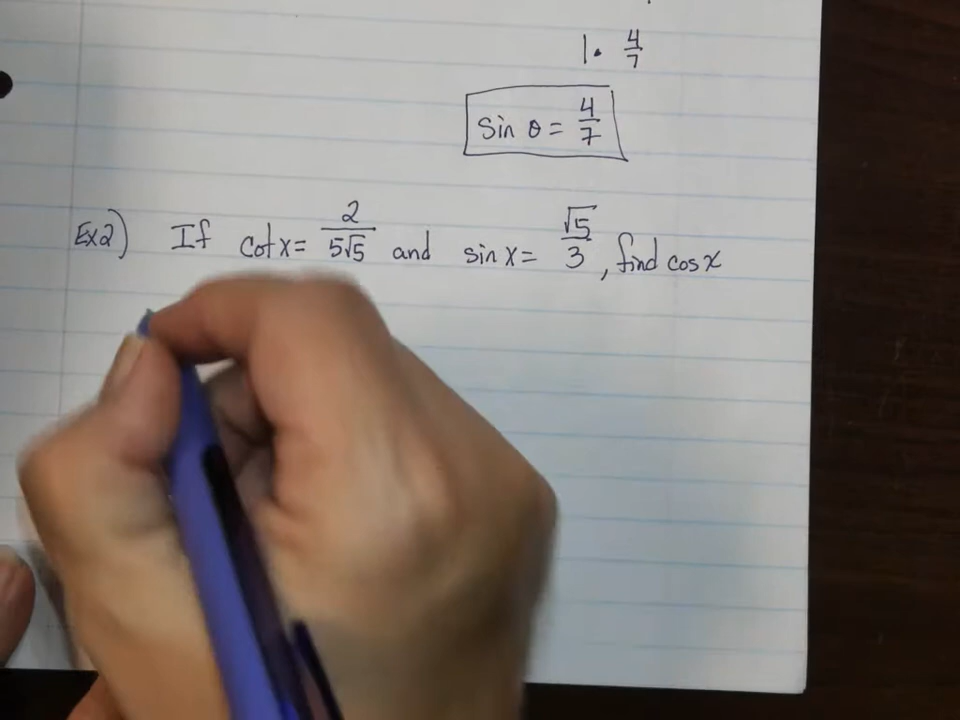 1 · 4/7
Sin θ = 4/7
Ex2) If cot x = 2/5√5 and sin x = √5/3, find cos x